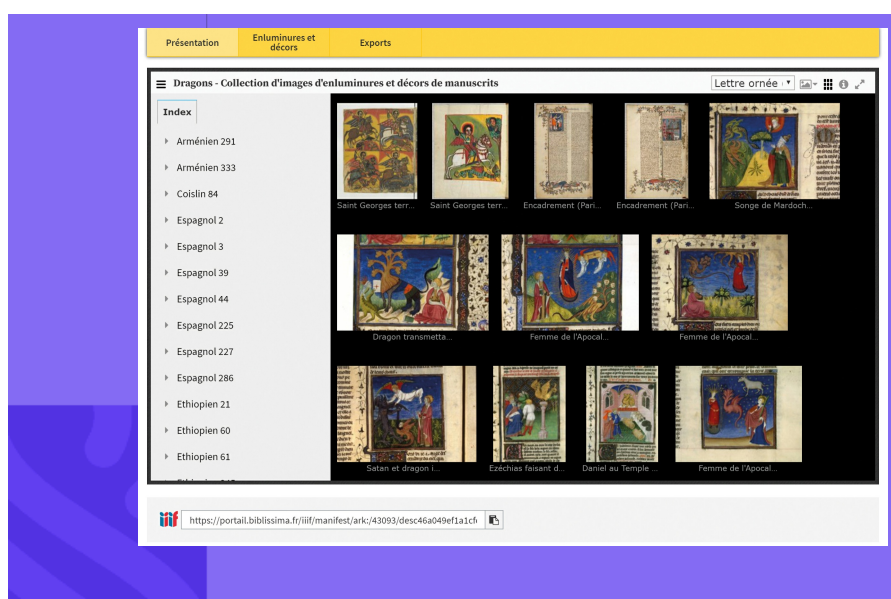 Présentation
Enluminures et
décors
Exports
Dragons - Collection d'images d'enluminures et décors de manuscrits
Lettre ornée
Index
Arménien 291
Arménien 333
Coislin 84
Espagnol 2
Espagnol 3
Espagnol 39
Espagnol 44
Espagnol 225
Espagnol 227
Espagnol 286
Ethiopien 21
Ethiopien 60
Ethiopien 61
Saint Georges terr...
Saint Georges terr...
Encadrement (Pari...
Encadrement (Pari...
Songe de Mardoch...
Dragon transmetta...
Femme de l'Apocal...
Femme de l'Apocal...
Satan et dragon i...
Ezéchias faisant d...
Daniel au Temple ...
Femme de l'Apocal...
iiif
https://portail.biblissima.fr/iiif/manifest/ark:/43093/desc46a049ef1a1cf